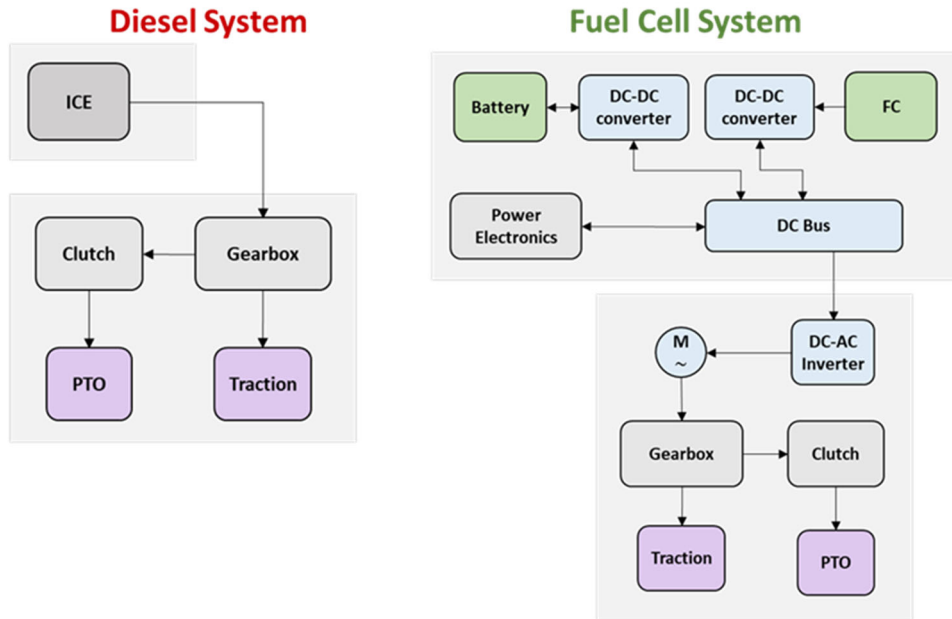 Diesel System
ICE
Clutch
Gearbox
PTO
Traction
Fuel Cell System
Battery
DC-DC
converter
DC-DC
converter
FC
Power
Electronics
DC Bus
M
~
DC-AC
Inverter
Gearbox
Clutch
Traction
PTO